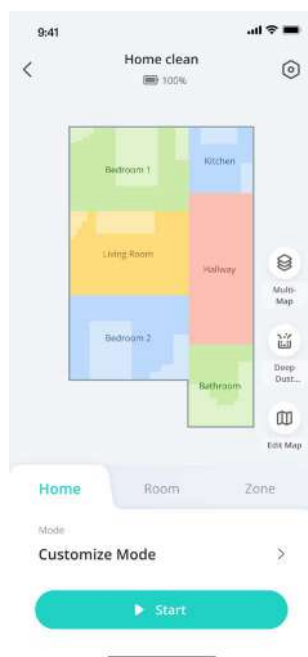 9:41
Home clean
100%
Bedroom 1
Kitchen
Living Room
Hallway
Multi-
Map
Bedroom 2
Deep
Dust...
Bathroom
Edit Map
Home
Room
Zone
Mode
Customize Mode
Start